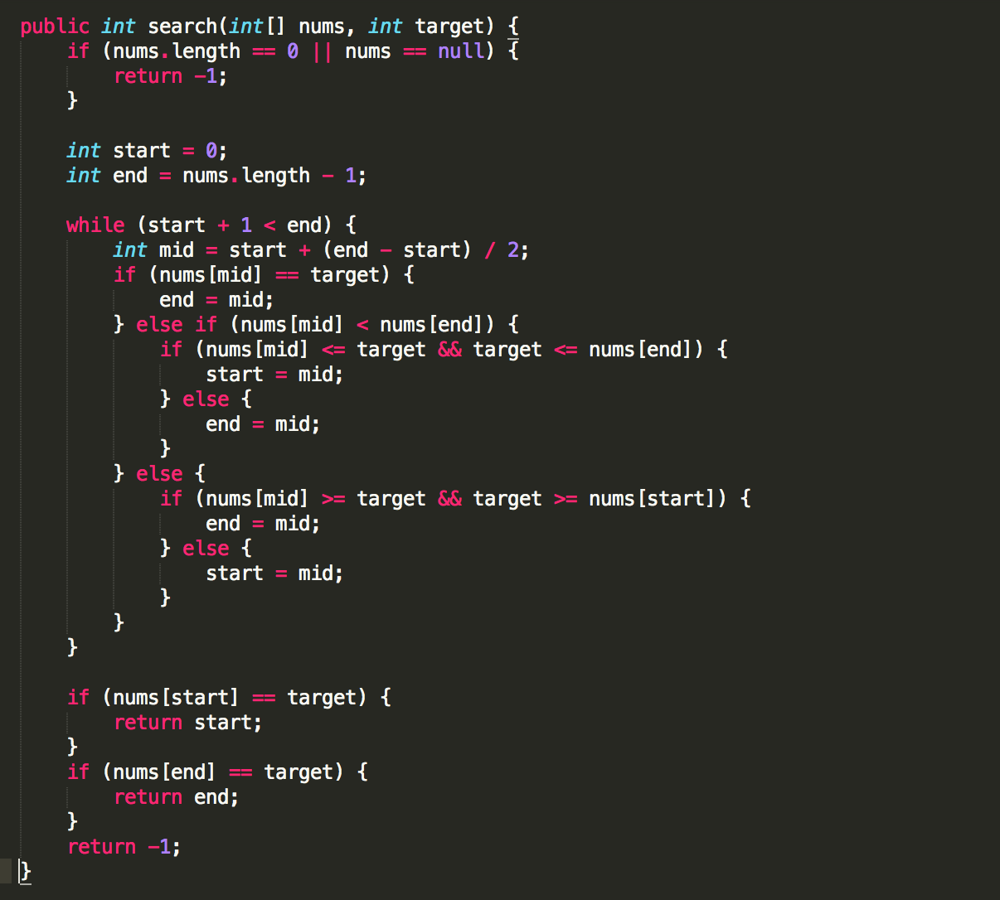 public int search(int[] nums, int target) {
    if (nums.length == 0 || nums == null) {
        return -1;
    }

    int start = 0;
    int end = nums.length - 1;

    while (start + 1 < end) {
        int mid = start + (end - start) / 2;
        if (nums[mid] == target) {
            end = mid;
        } else if (nums[mid] < nums[end]) {
            if (nums[mid] <= target && target <= nums[end]) {
                start = mid;
            } else {
                end = mid;
            }
        } else {
            if (nums[mid] >= target && target >= nums[start]) {
                end = mid;
            } else {
                start = mid;
            }
        }
    }

    if (nums[start] == target) {
        return start;
    }
    if (nums[end] == target) {
        return end;
    }
    return -1;
}